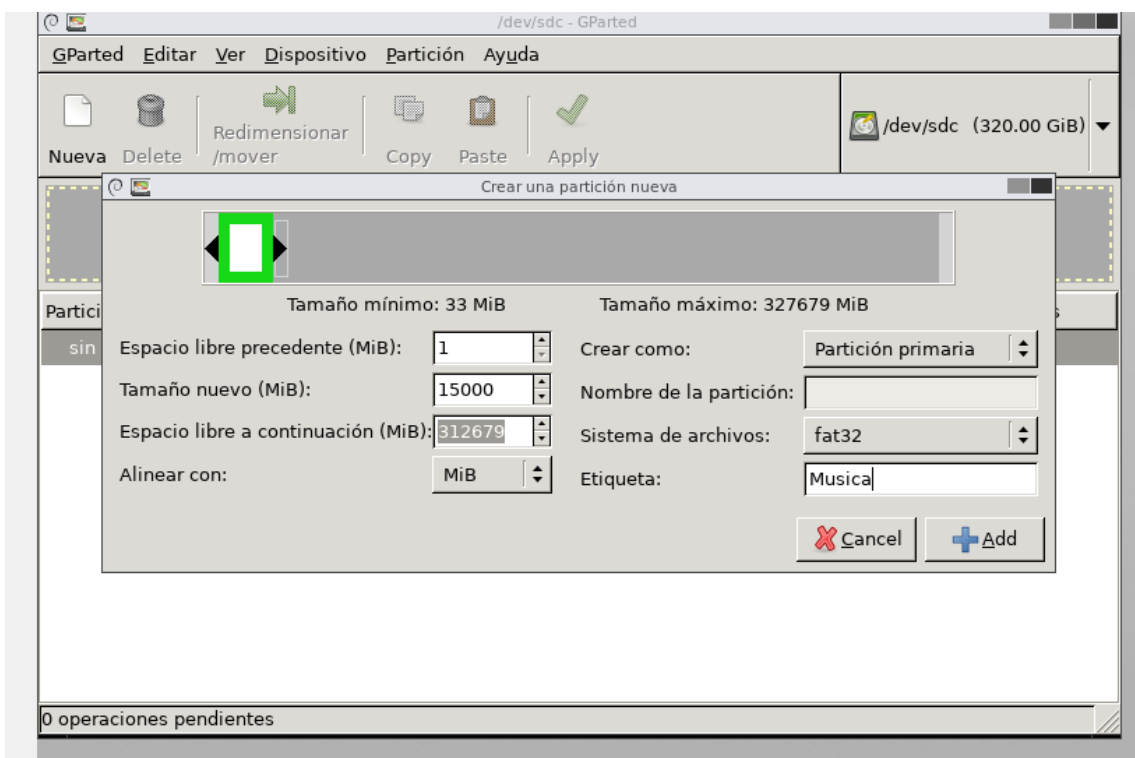 /dev/sdc - GParted
GParted Editar Ver Dispositivo Partición Ayuda
Nueva Delete Redimensionar /mover Copy Paste Apply
/dev/sdc (320.00 GiB)
Crear una partición nueva
Tamaño mínimo: 33 MiB Tamaño máximo: 327679 MiB
Partici s
sin
Espacio libre precedente (MiB): 1 Crear como: Partición primaria
Tamaño nuevo (MiB): 15000 Nombre de la partición:
Espacio libre a continuación (MiB): 312679 Sistema de archivos: fat32
Alinear con: MiB Etiqueta: Musica
Cancel Add
0 operaciones pendientes